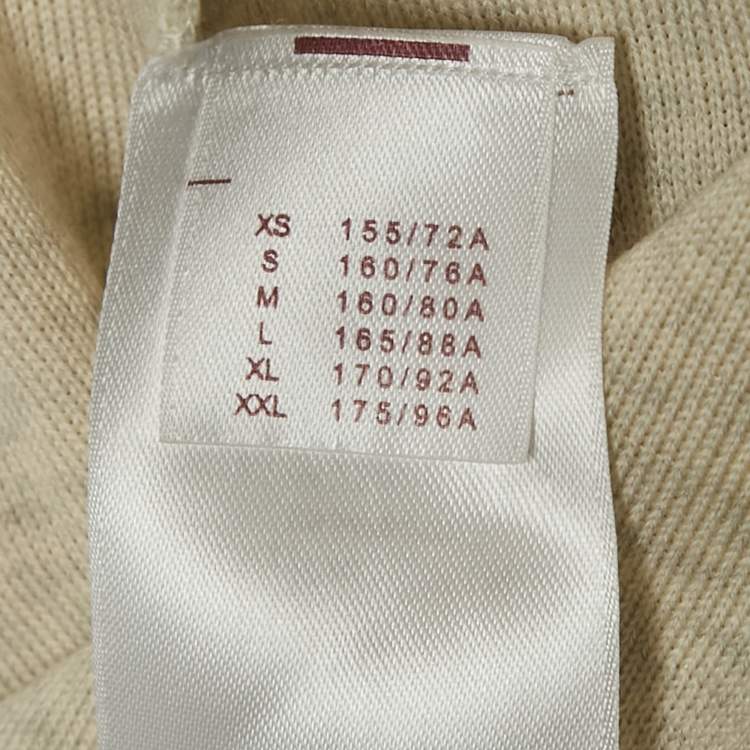 XS 155/72A
S 160/76A
M 160/80A
L 165/88A
XL 170/92A
XXL 175/96A